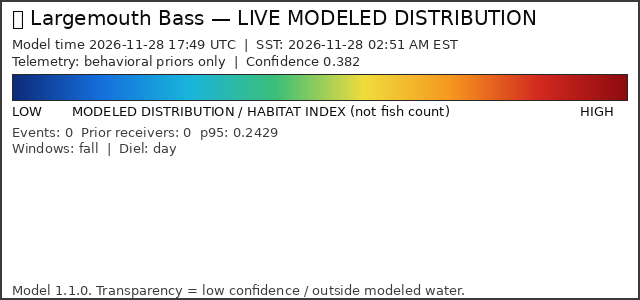 Largemouth Bass — LIVE MODELED DISTRIBUTION
Model time 2026-11-28 17:49 UTC | SST: 2026-11-28 02:51 AM EST
Telemetry: behavioral priors only | Confidence 0.382
LOW MODELED DISTRIBUTION / HABITAT INDEX (not fish count) HIGH
Events: 0 Prior receivers: 0 p95: 0.2429
Windows: fall | Diel: day
Model 1.1.0. Transparency = low confidence / outside modeled water.